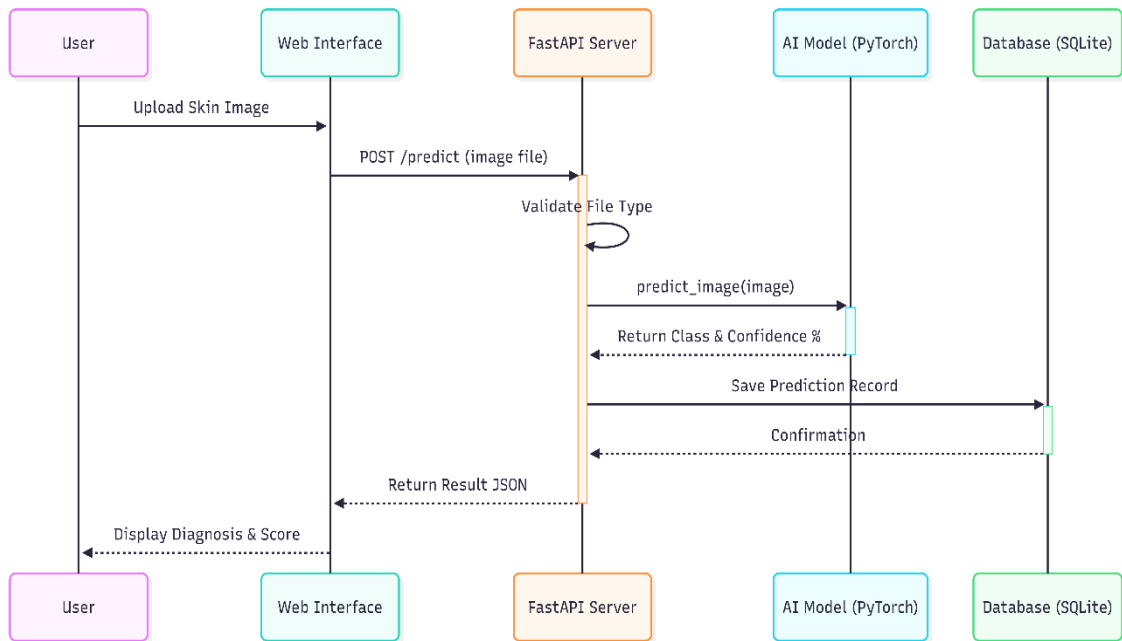 User
Web Interface
FastAPI Server
AI Model (PyTorch)
Database (SQLite)
Upload Skin Image
POST /predict (image file)
Validate File Type
predict_image(image)
Return Class & Confidence %
Save Prediction Record
Confirmation
Return Result JSON
Display Diagnosis & Score
User
Web Interface
FastAPI Server
AI Model (PyTorch)
Database (SQLite)